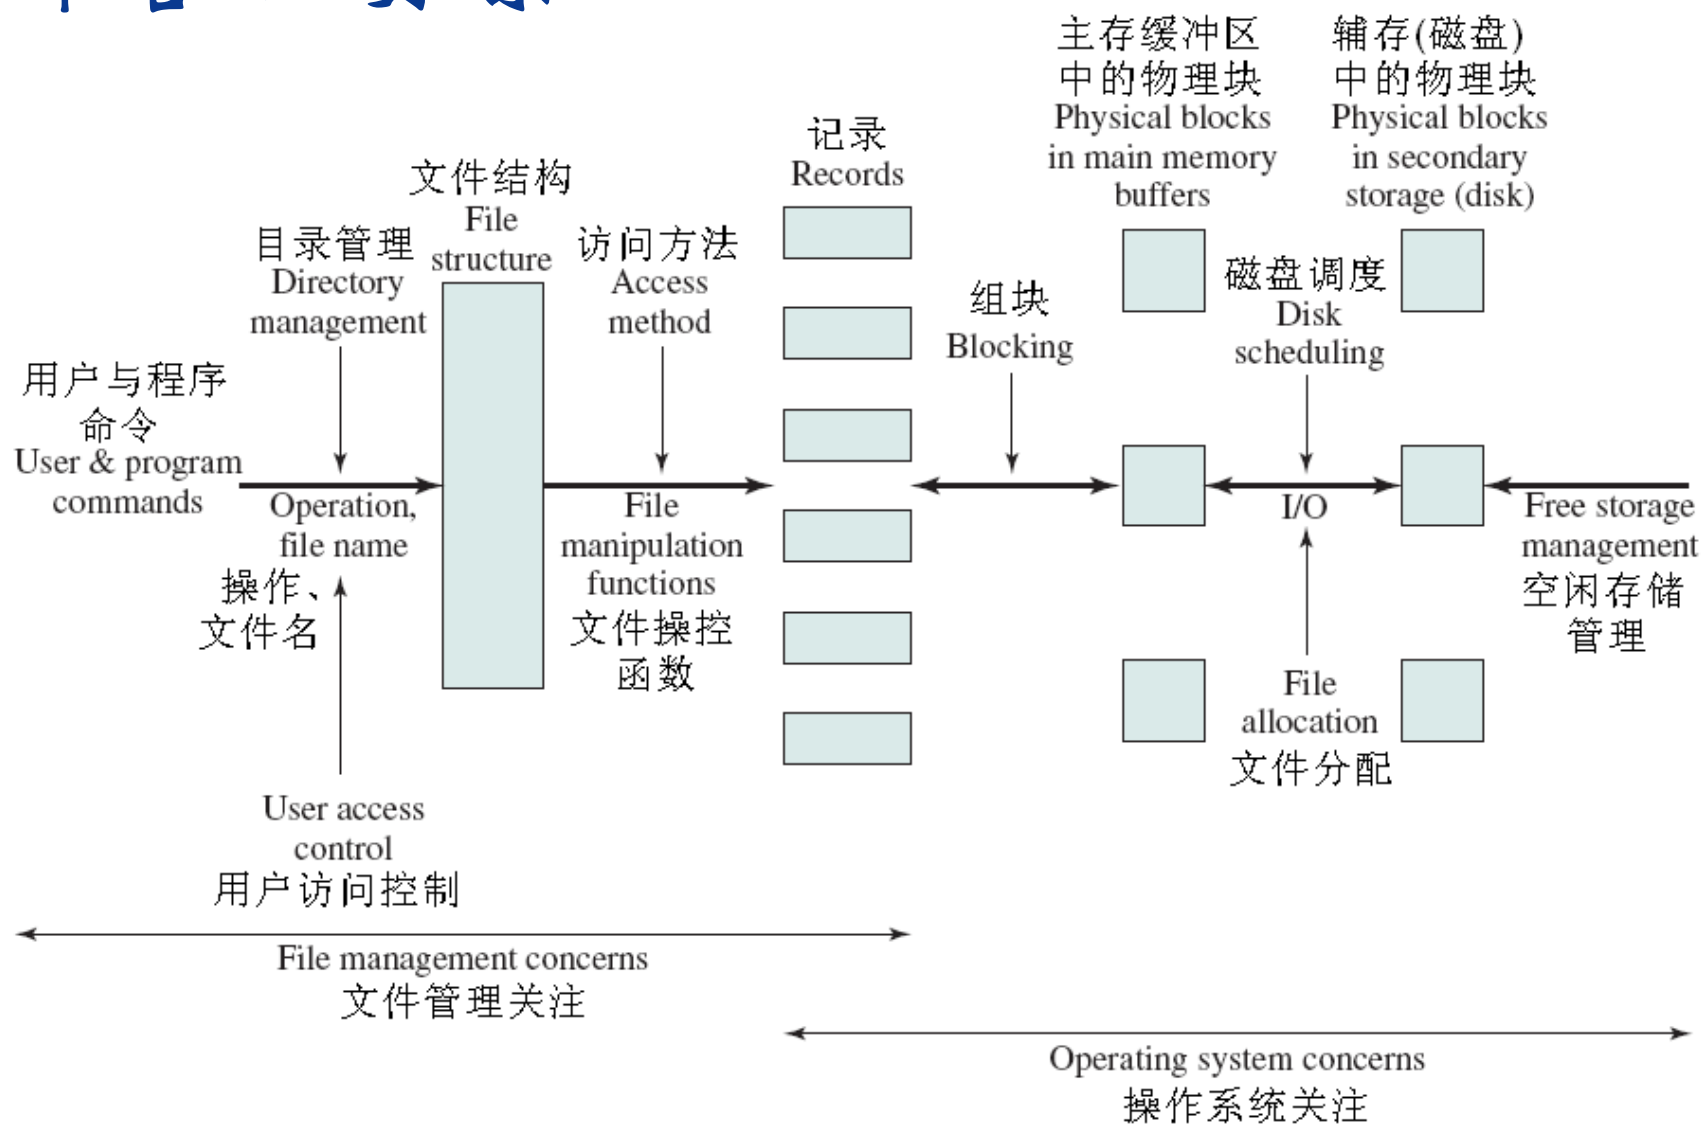 主存缓冲区
中的物理块
Physical blocks
in main memory
buffers
辅存(磁盘)
中的物理块
Physical blocks
in secondary
storage (disk)
记录
Records
文件结构
File
structure
目录管理
Directory
management
访问方法
Access
method
组块
Blocking
磁盘调度
Disk
scheduling
用户与程序
命令
User & program
commands
Operation,
file name
操作、
文件名
File
manipulation
functions
文件操控
函数
I/O
Free storage
management
空闲存储
管理
File
allocation
文件分配
User access
control
用户访问控制
File management concerns
文件管理关注
Operating system concerns
操作系统关注